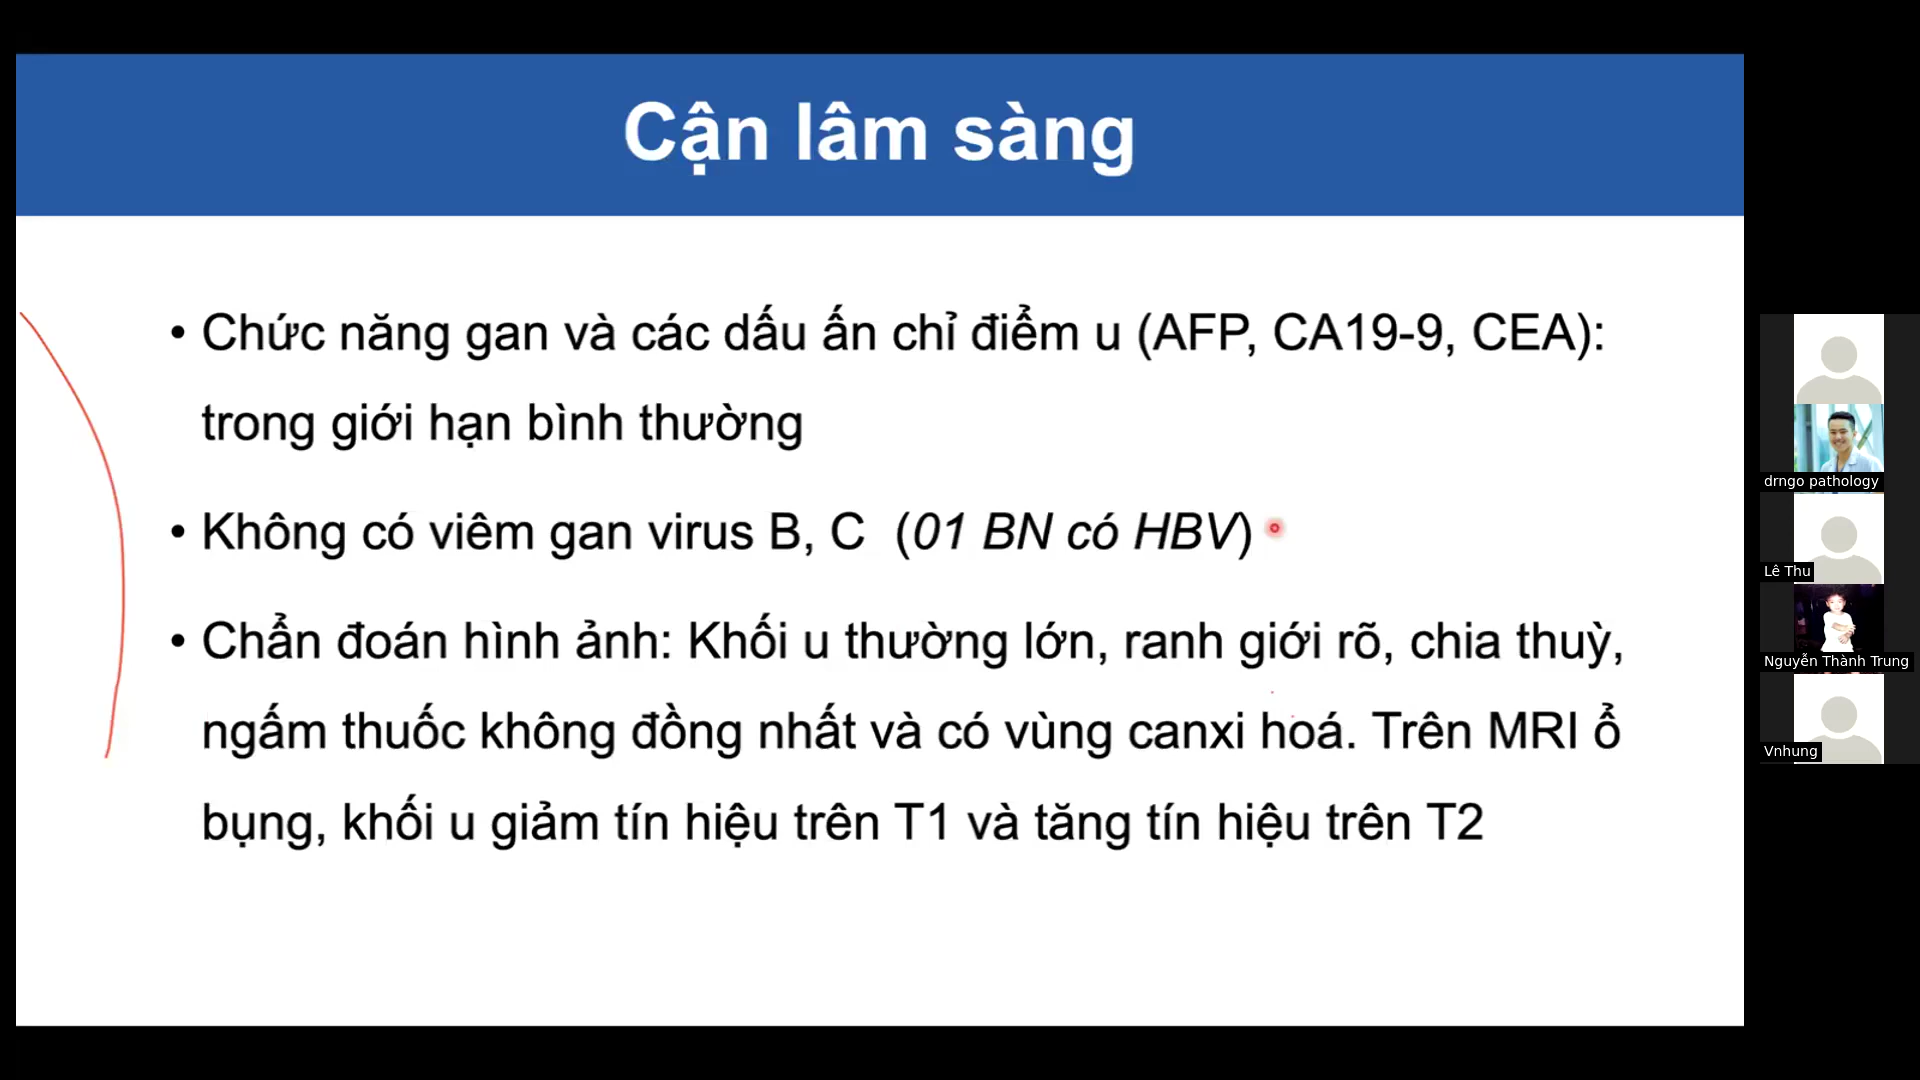 Cận lâm sàng
• Chức năng gan và các dấu ấn chỉ điểm u (AFP, CA19-9, CEA):
trong giới hạn bình thường
• Không có viêm gan virus B, C (01 BN có HBV)
• Chẩn đoán hình ảnh: Khối u thường lớn, ranh giới rõ, chia thuỳ,
ngấm thuốc không đồng nhất và có vùng canxi hoá. Trên MRI ổ
bụng, khối u giảm tín hiệu trên T1 và tăng tín hiệu trên T2
drngo pathology
Lê Thu
Nguyễn Thành Trung
Vnhung